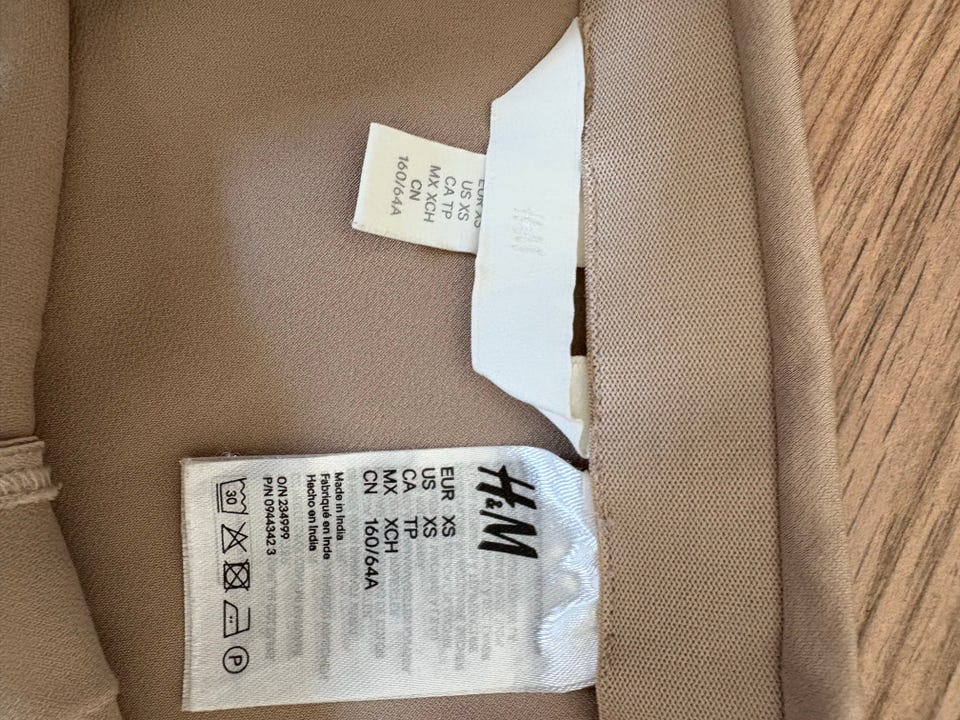 EUR XS
US XS
CA TP
MX XCH
CN
160/64A
H&M
H&M
EUR XS
US XS
CA TP
MX XCH
CN 160/64A
Made in India
Fabriqué en Inde
Hecho en India
O/N 234999
P/N 0944342 3
30
P